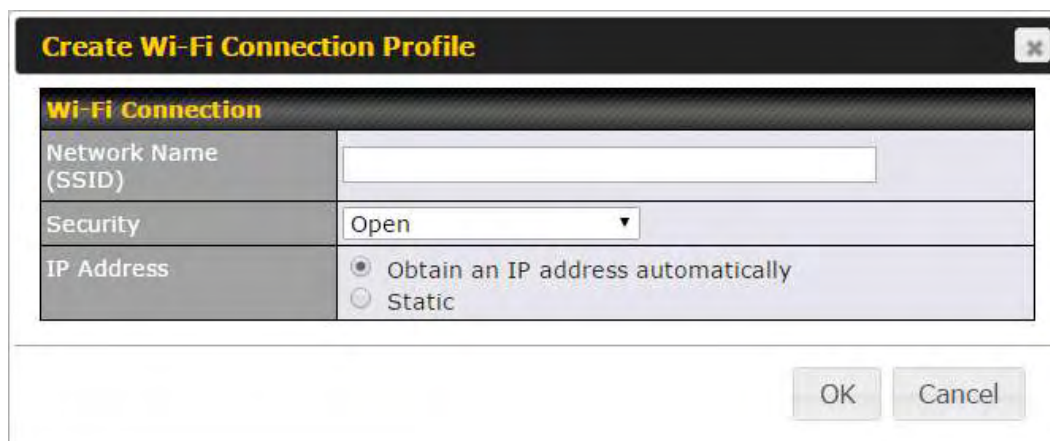 Create Wi-Fi Connection Profile
Wi-Fi Connection
Network Name
(SSID)
Security
Open
IP Address
Obtain an IP address automatically
Static
OK
Cancel